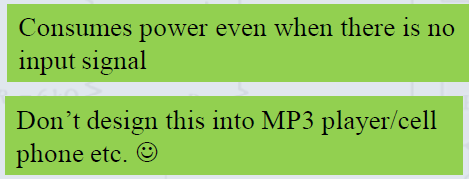 Consumes power even when there is no
input signal
Don’t design this into MP3 player/cell
phone etc. ☺